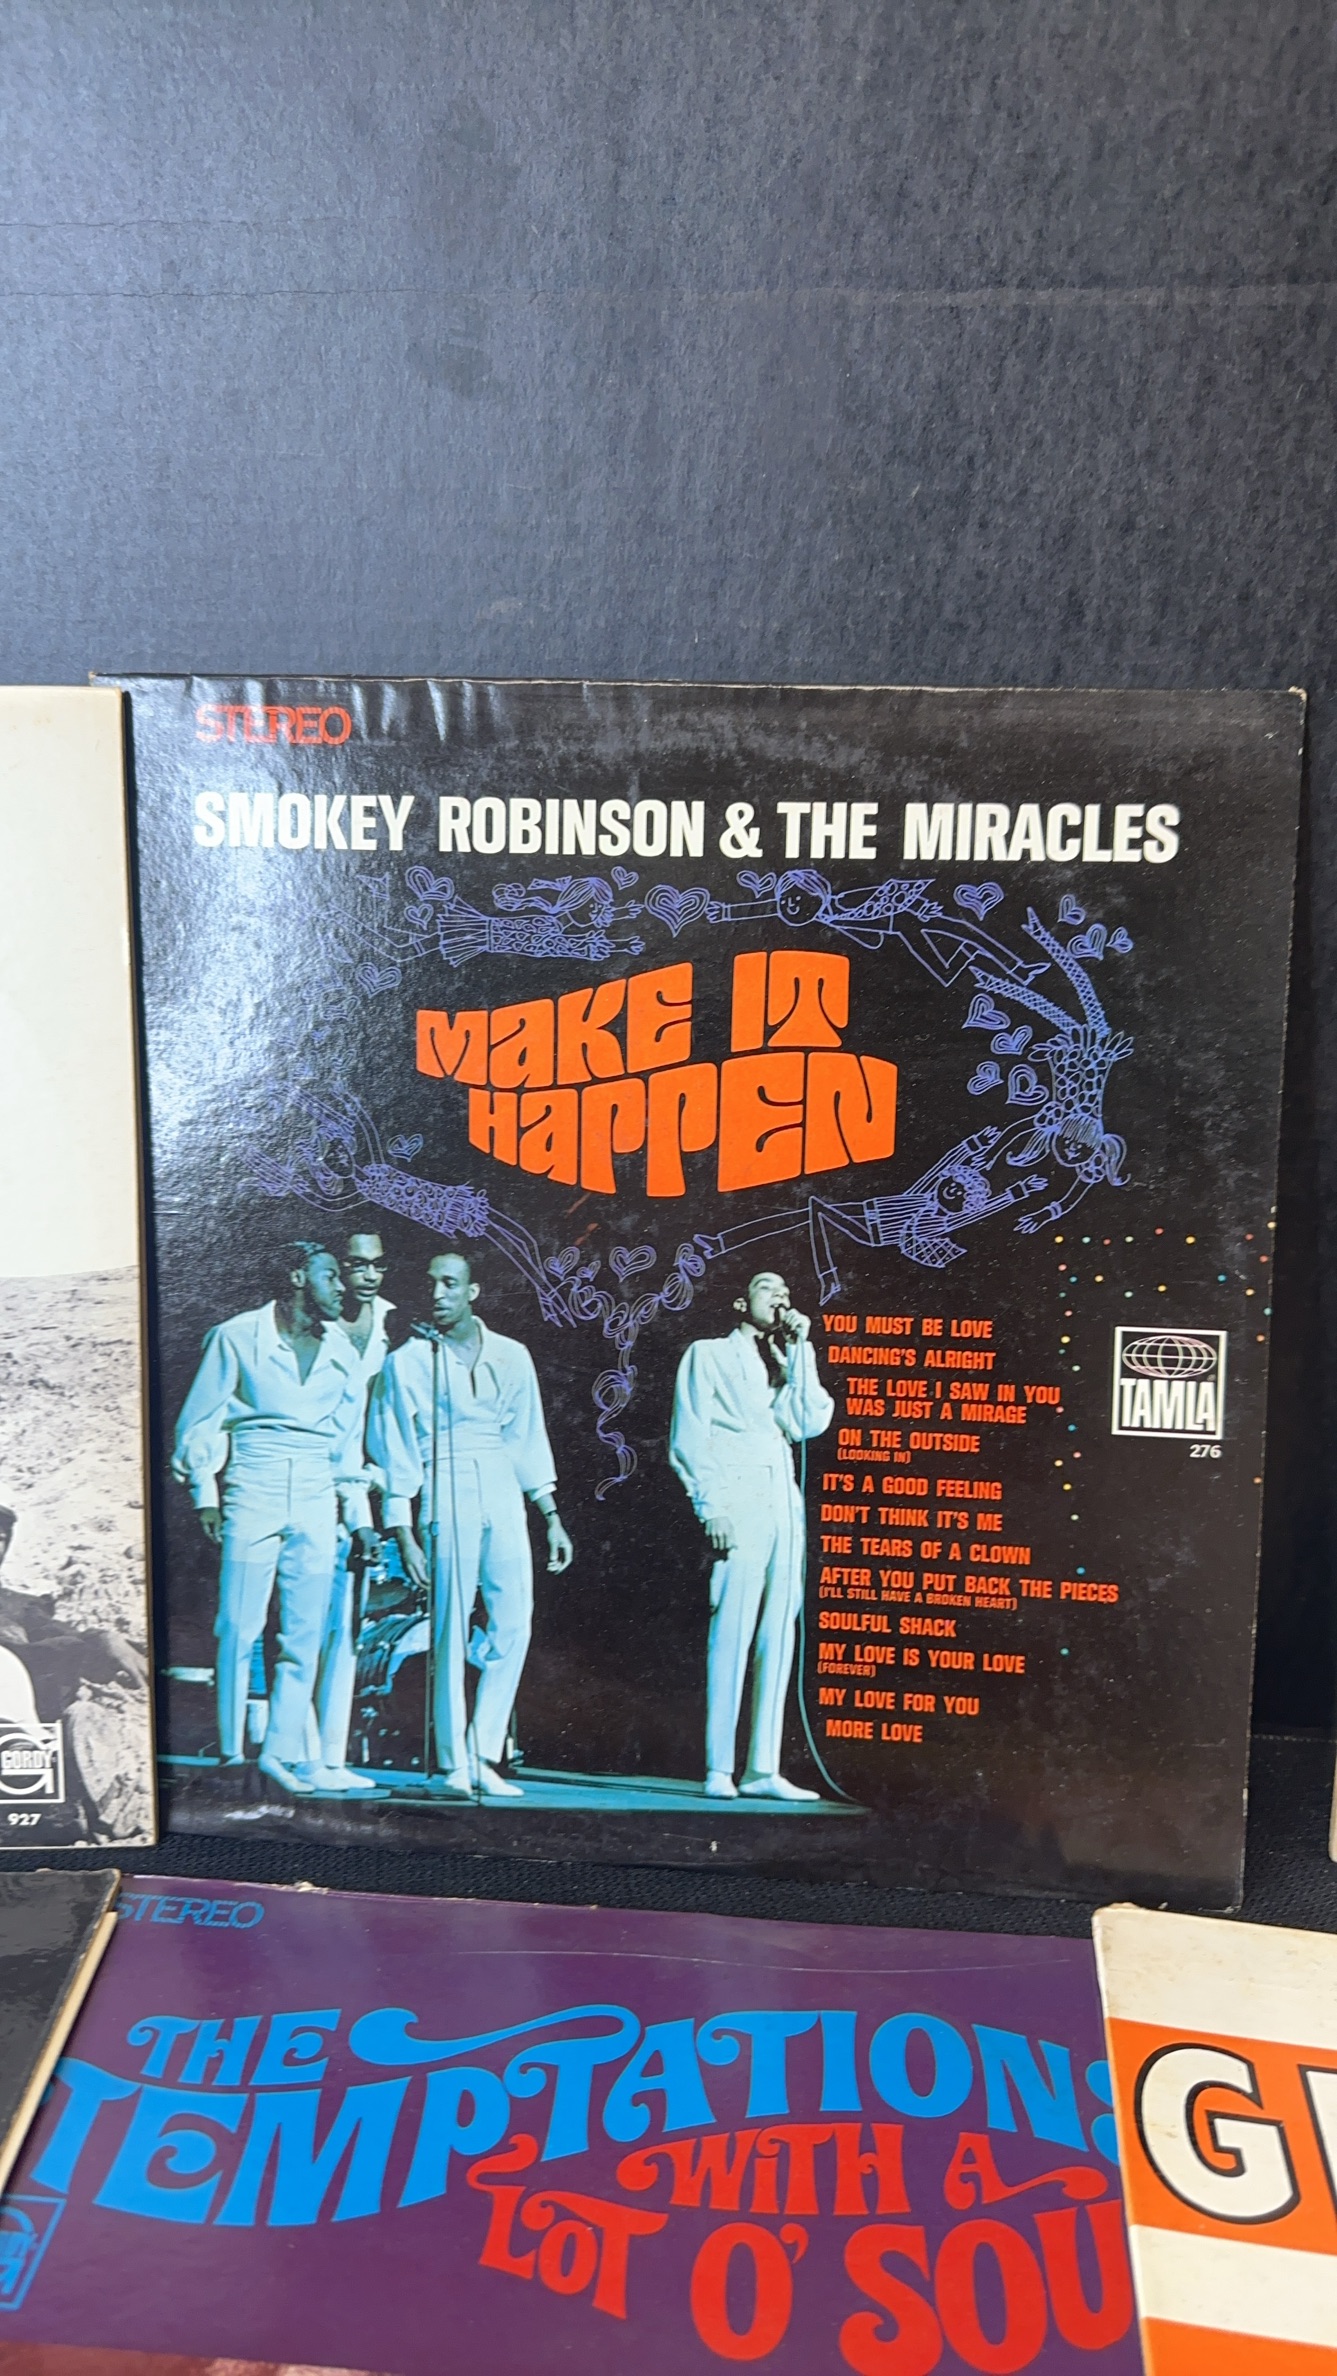 STEREO
SMOKEY ROBINSON & THE MIRACLES
MaKE IT
HaPPEN
YOU MUST BE LOVE
DANCING'S ALRIGHT
THE LOVE I SAW IN YOU
WAS JUST A MIRAGE
ON THE OUTSIDE
(LOOKING IN)
IT'S A GOOD FEELING
DON'T THINK IT'S ME
THE TEARS OF A CLOWN
AFTER YOU PUT BACK THE PIECES
(I'LL STILL HAVE A BROKEN HEART)
SOULFUL SHACK
MY LOVE IS YOUR LOVE
(FOREVER)
MY LOVE FOR YOU
MORE LOVE
TAMLA
276
GORDY
927
STEREO
THE
TEMPTATIONS
WiTH A
LOT O' SOU
G